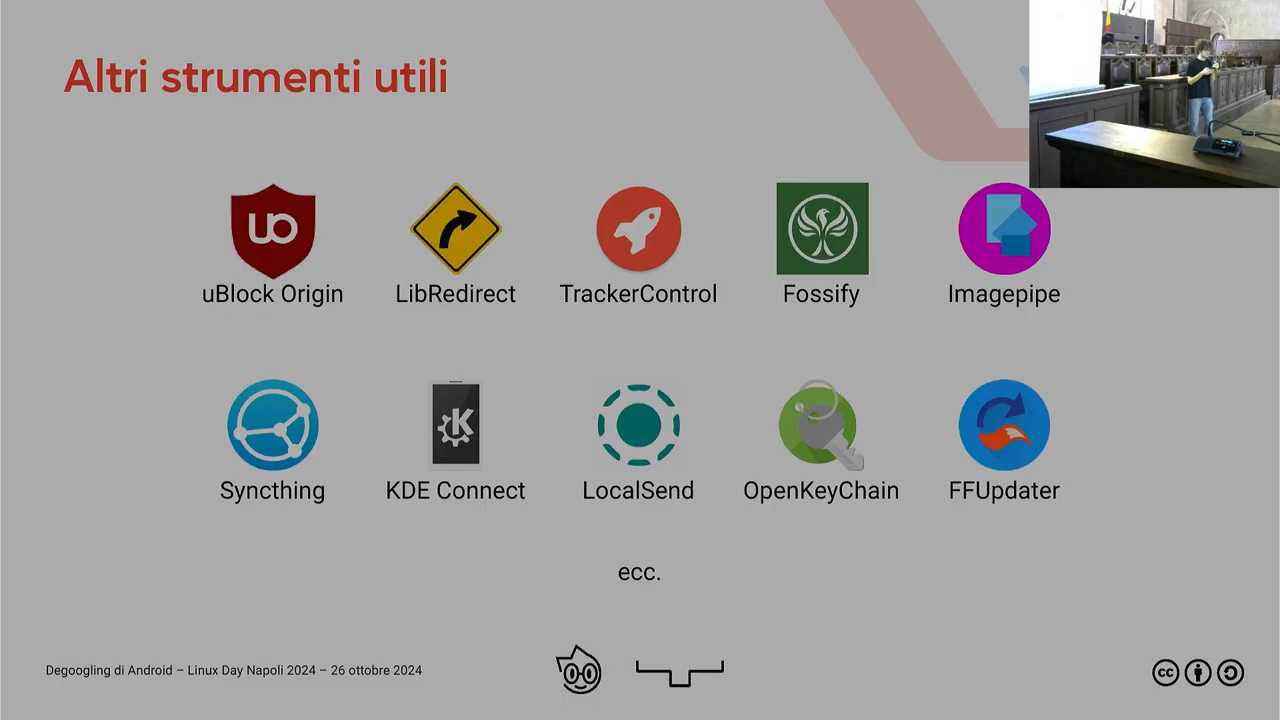 Altri strumenti utili
uBlock Origin
LibRedirect
TrackerControl
Fossify
Imagepipe
Syncthing
KDE Connect
LocalSend
OpenKeyChain
FFUpdater
ecc.
Degoogling di Android – Linux Day Napoli 2024 – 26 ottobre 2024
cc